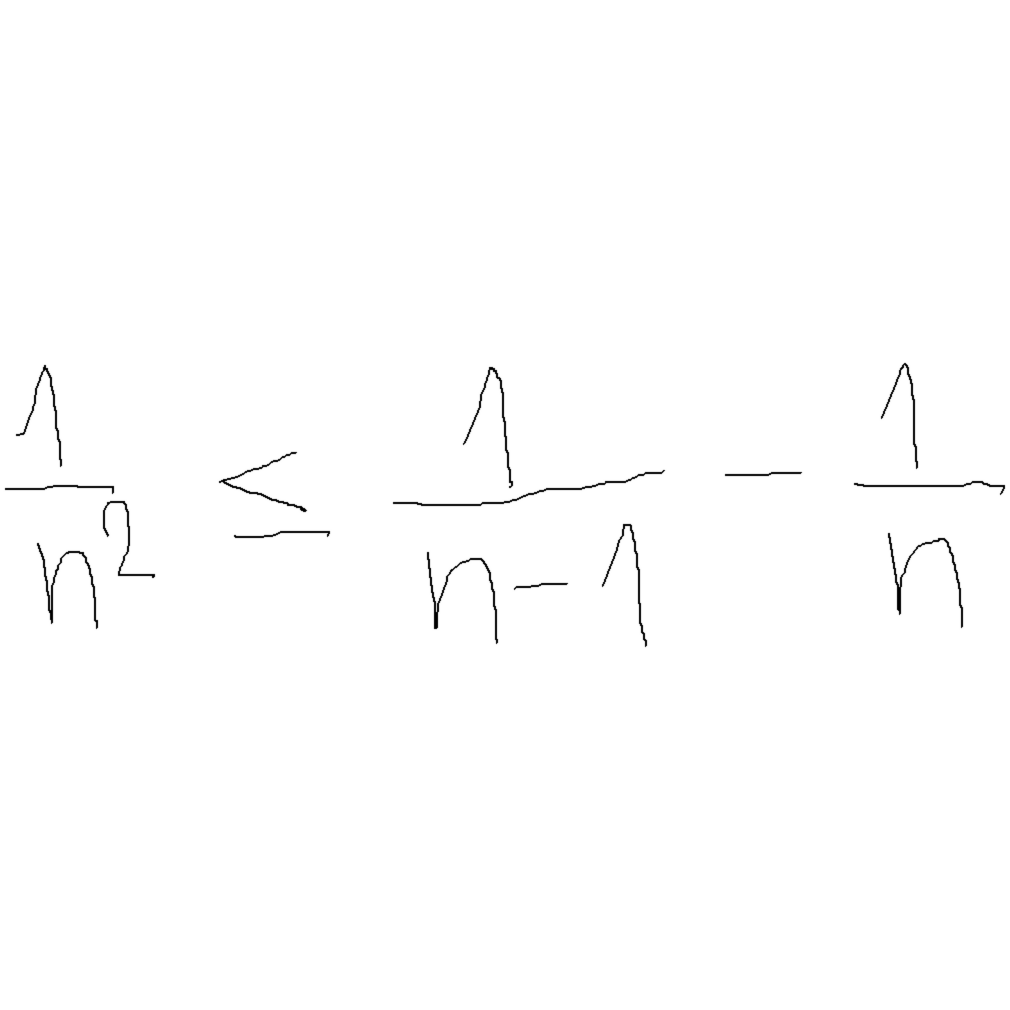 1/n² ≤ 1/(n-1) - 1/n